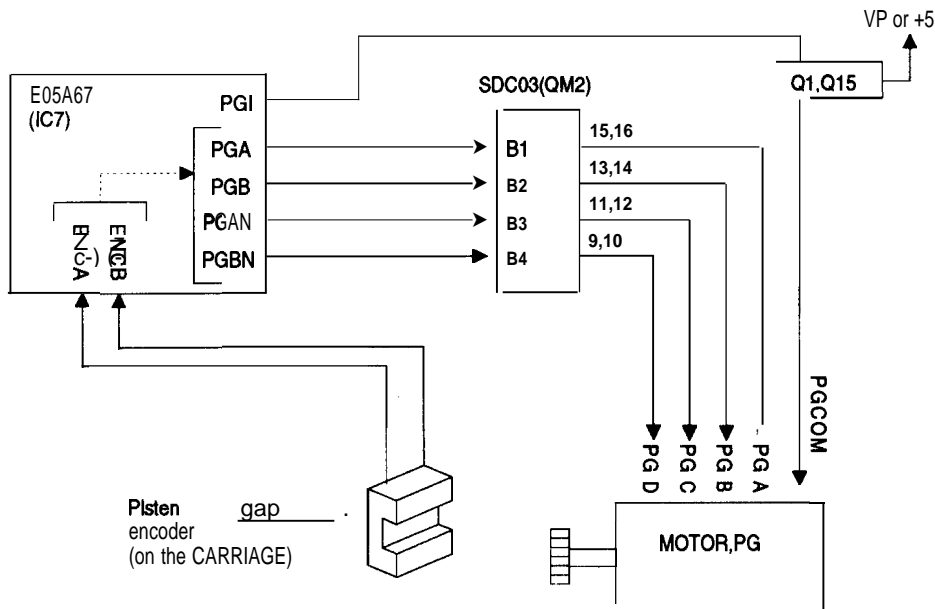 VP or +5
Q1,Q15
E05A67
(IC7)
PGI
PGA
PGB
PGAN
PGBN
ENCB
SDC03(QM2)
B1
B2
B3
B4
15,16
13,14
11,12
9,10
PGCOM
PG D
PG C
PG B
PG A
Plsten gap
encoder
(on the CARRIAGE)
MOTOR,PG